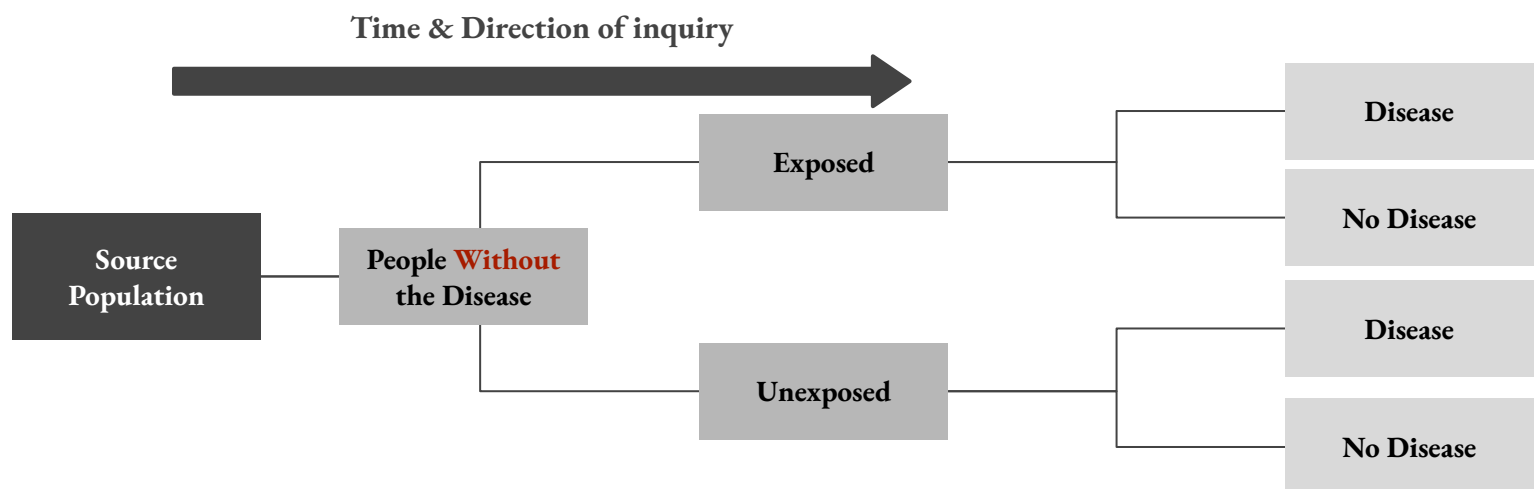 Time & Direction of inquiry
Source
Population
People Without
the Disease
Exposed
Unexposed
Disease
No Disease
Disease
No Disease